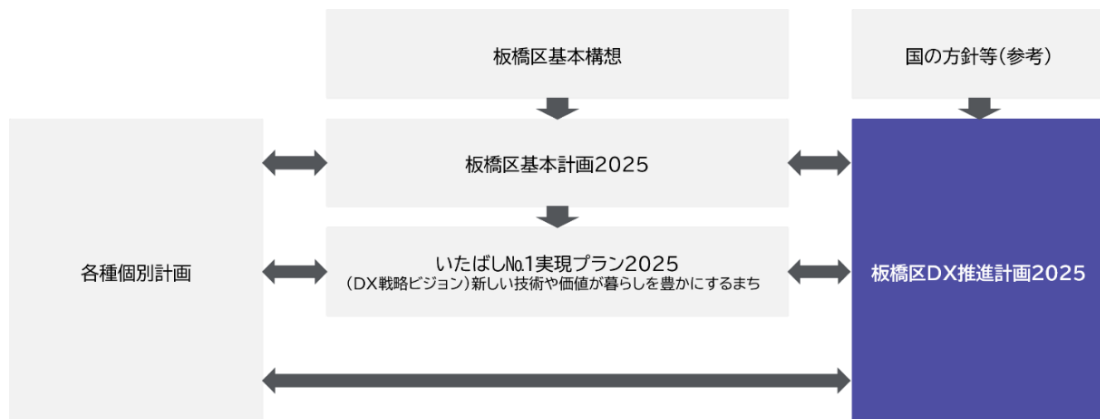 板橋区基本構想
国の方針等(参考)
板橋区基本計画2025
各種個別計画
いたばし№1実現プラン2025
(DX戦略ビジョン)新しい技術や価値が暮らしを豊かにするまち
板橋区DX推進計画2025